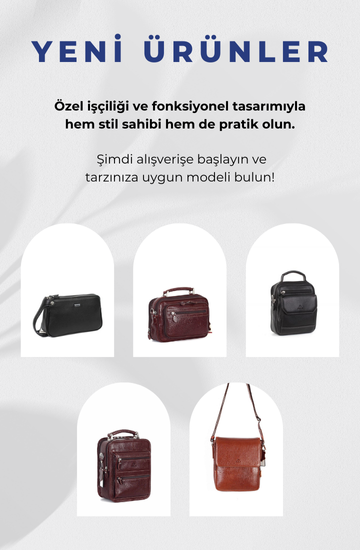 YENİ ÜRÜNLER
Özel işçiliği ve fonksiyonel tasarımıyla
hem stil sahibi hem de pratik olun.
Şimdi alışverişe başlayın ve
tarzınıza uygun modeli bulun!